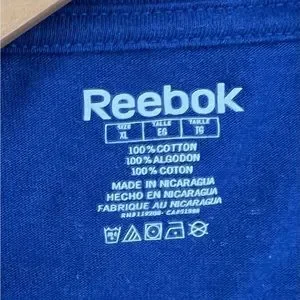 Reebok
SIZE TALLE TAILLE
XL EG TG
100% COTTON
100% ALGODON
100% COTON
MADE IN NICARAGUA
HECHO EN NICARAGUA
FABRIQUE AU NICARAGUA